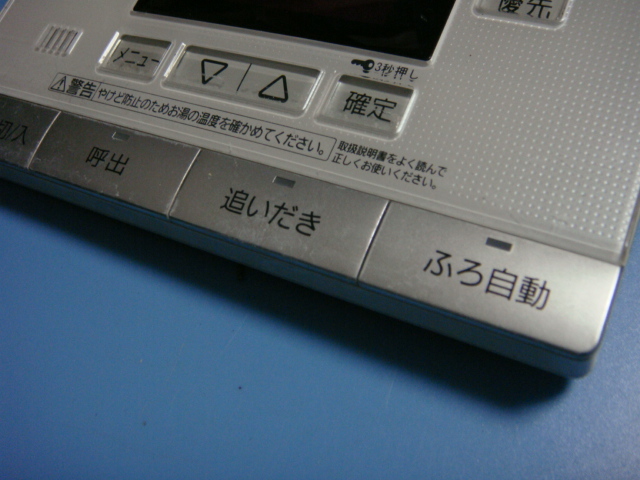 優先
メニュー
▽
△
3秒押し
確定
⚠警告 やけど防止のためお湯の温度を確かめてください。
取扱説明書をよく読んで
正しくお使いください。
切/入
呼出
追いだき
ふろ自動